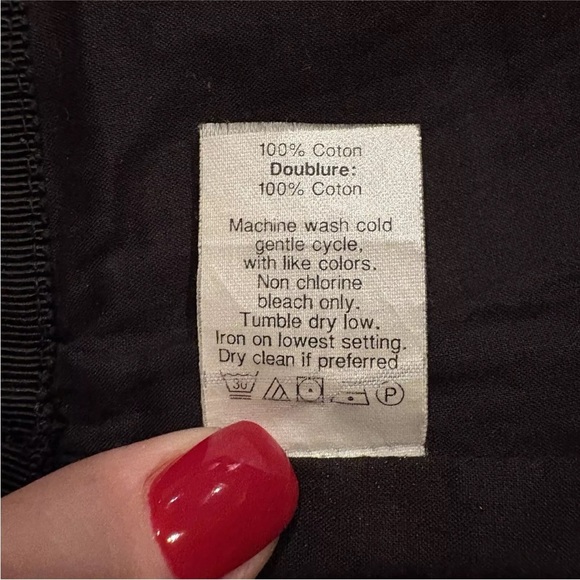 100% Coton
Doublure:
100% Coton
Machine wash cold
gentle cycle,
with like colors.
Non chlorine
bleach only.
Tumble dry low.
Iron on lowest setting.
Dry clean if preferred
30 P